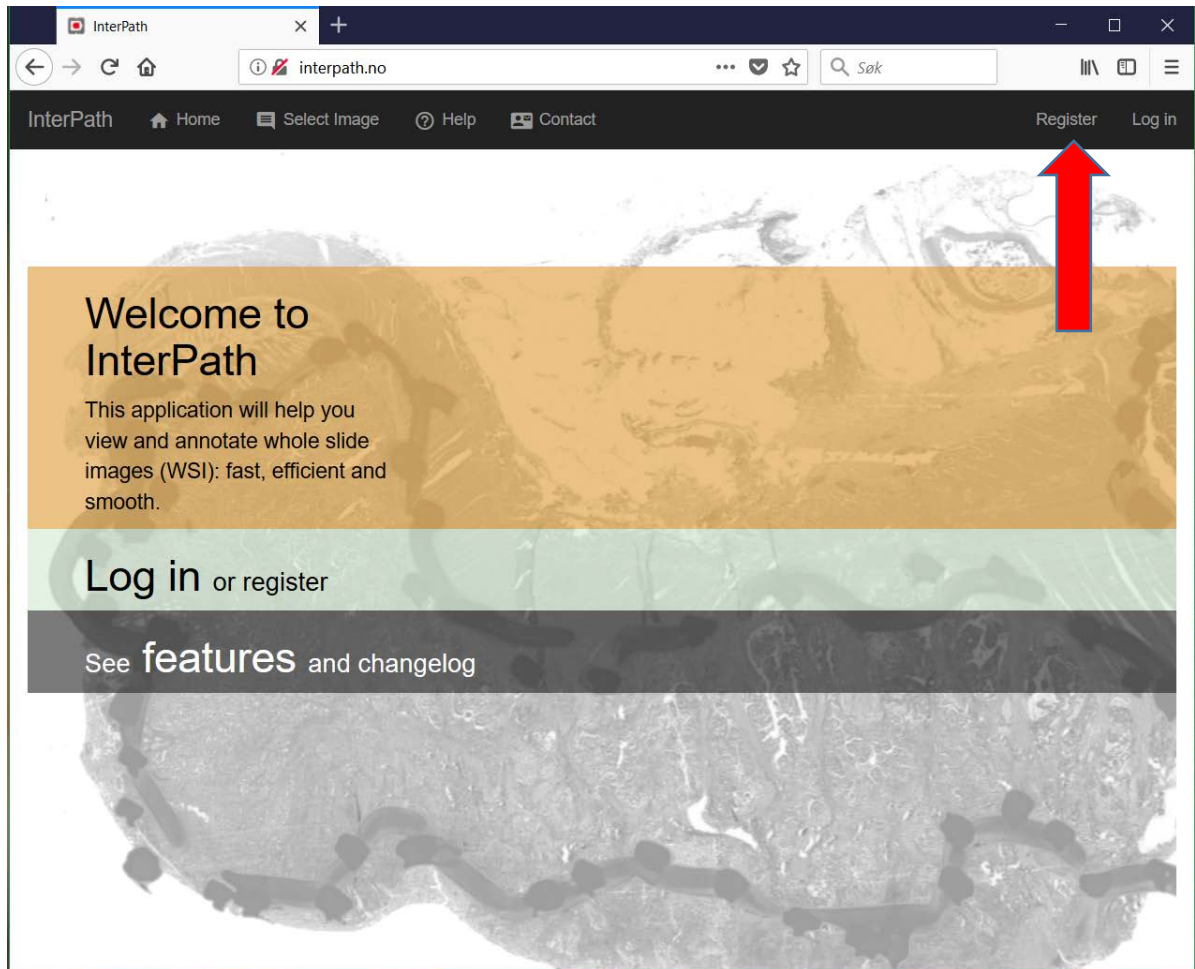 InterPath
interpath.no
Søk
InterPath Home Select Image Help Contact Register Log in
Welcome to
InterPath
This application will help you
view and annotate whole slide
images (WSI): fast, efficient and
smooth.
Log in or register
See features and changelog